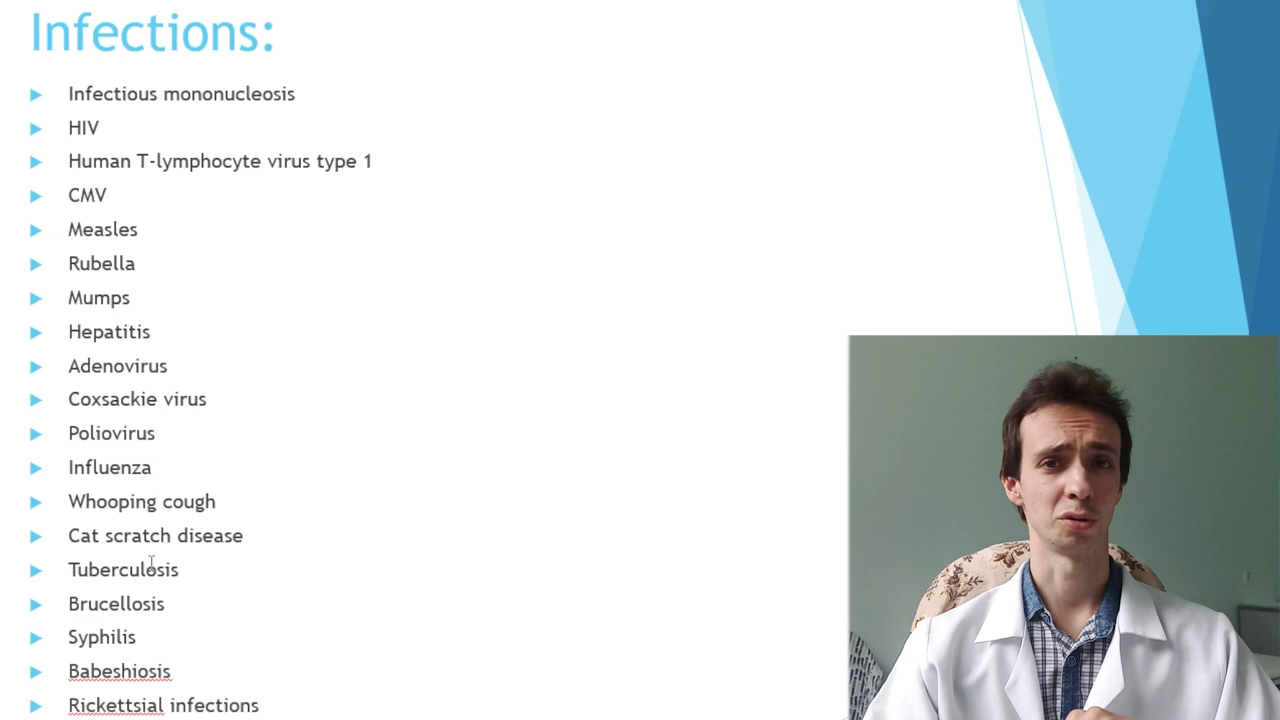 Infections:
Infectious mononucleosis
HIV
Human T-lymphocyte virus type 1
CMV
Measles
Rubella
Mumps
Hepatitis
Adenovirus
Coxsackie virus
Poliovirus
Influenza
Whooping cough
Cat scratch disease
Tuberculosis
Brucellosis
Syphilis
Babeshiosis
Rickettsial infections